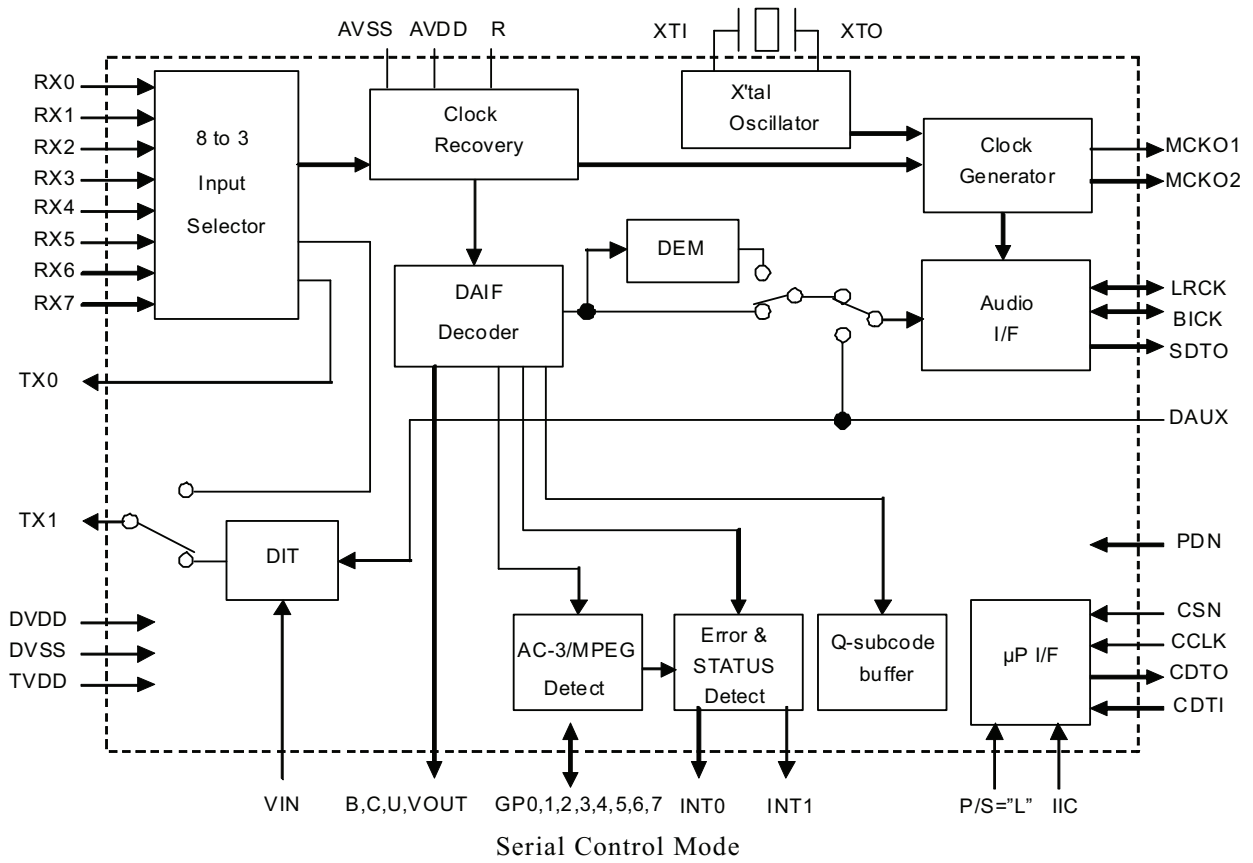 AVSS AVDD R XTI XTO
RX0
RX1
RX2
RX3
RX4
RX5
RX6
RX7
8 to 3
Input
Selector
Clock
Recovery
X'tal
Oscillator
Clock
Generator
MCKO1
MCKO2
DEM
DAIF
Decoder
Audio
I/F
LRCK
BICK
SDTO
TX0
DAUX
TX1
DIT
PDN
DVDD
DVSS
TVDD
AC-3/MPEG
Detect
Error &
STATUS
Detect
Q-subcode
buffer
µP I/F
CSN
CCLK
CDTO
CDTI
VIN B,C,U,VOUT GP0,1,2,3,4,5,6,7 INT0 INT1 P/S=”L” IIC
Serial Control Mode